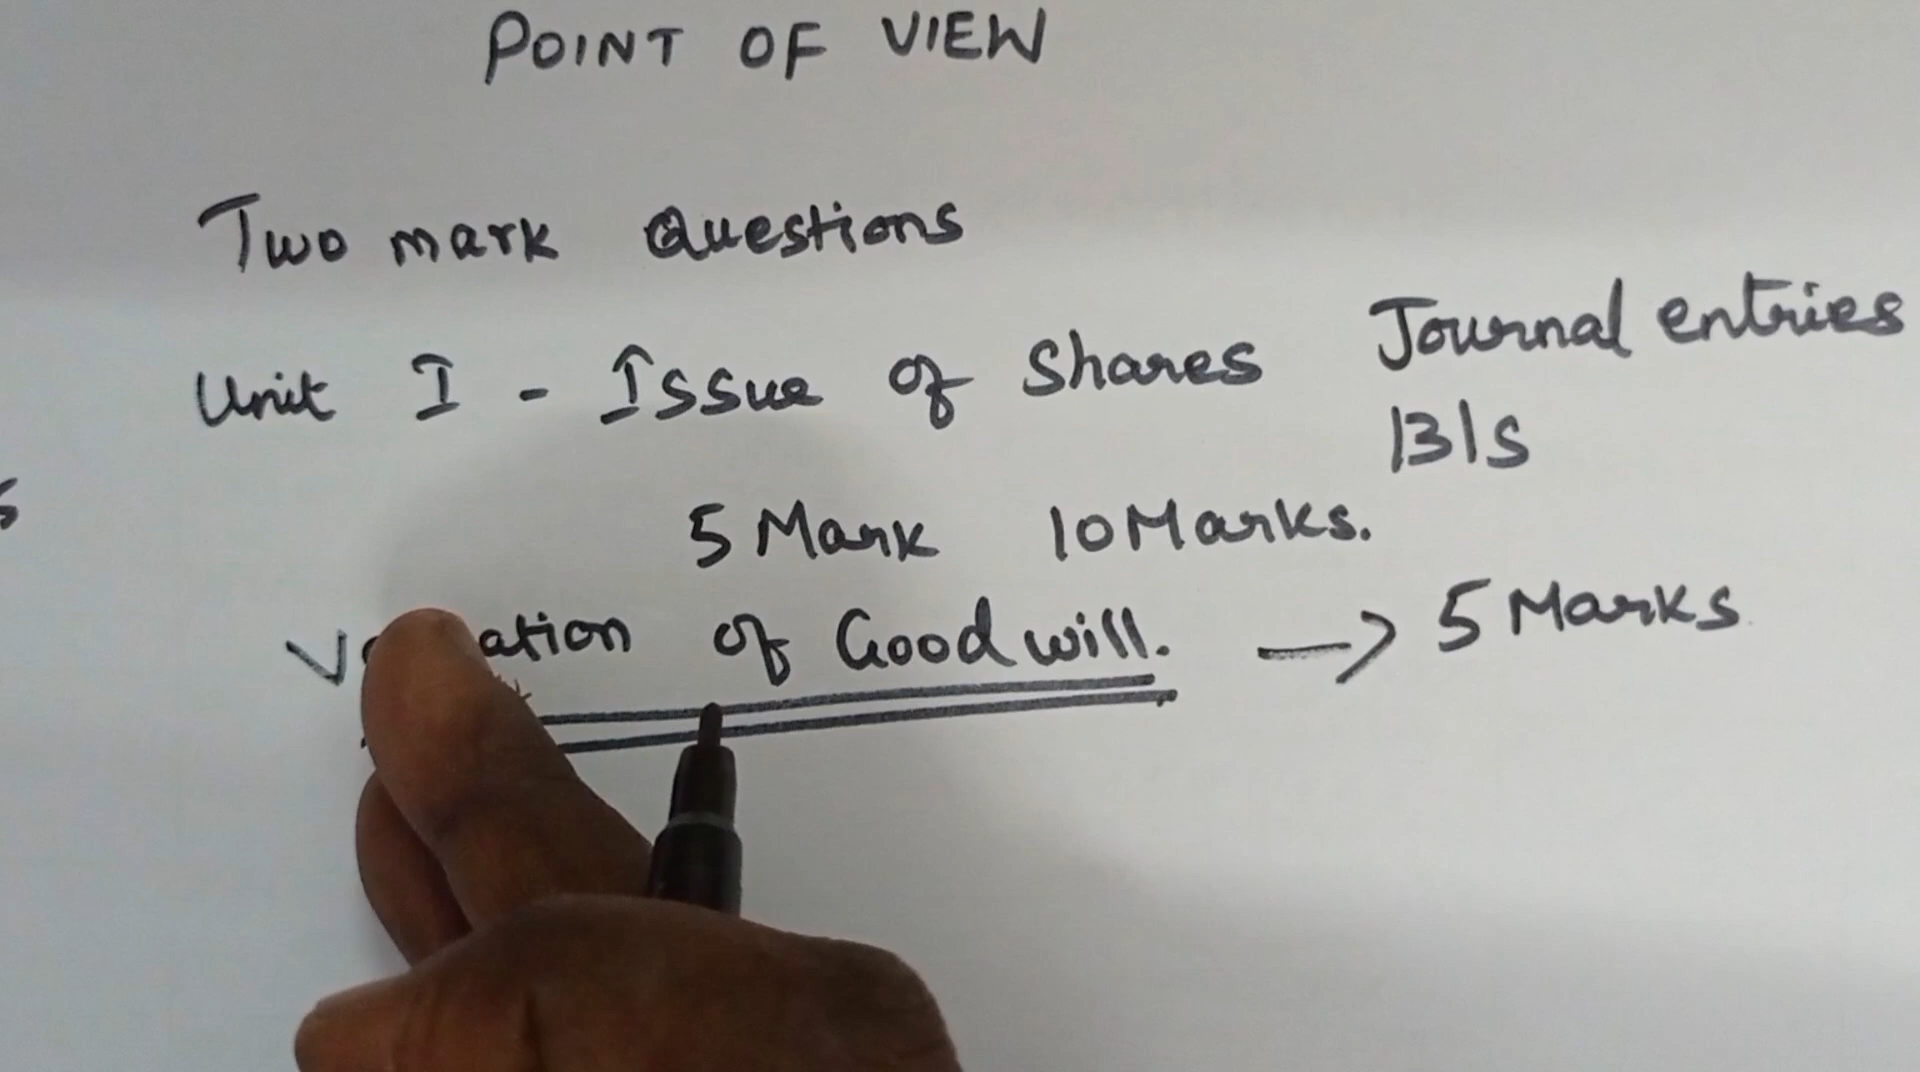 POINT OF VIEW
Two mark Questions
Unit I - Issue of Shares Journal entries
B/S
5 Mark 10 Marks.
of Goodwill. -> 5 Marks